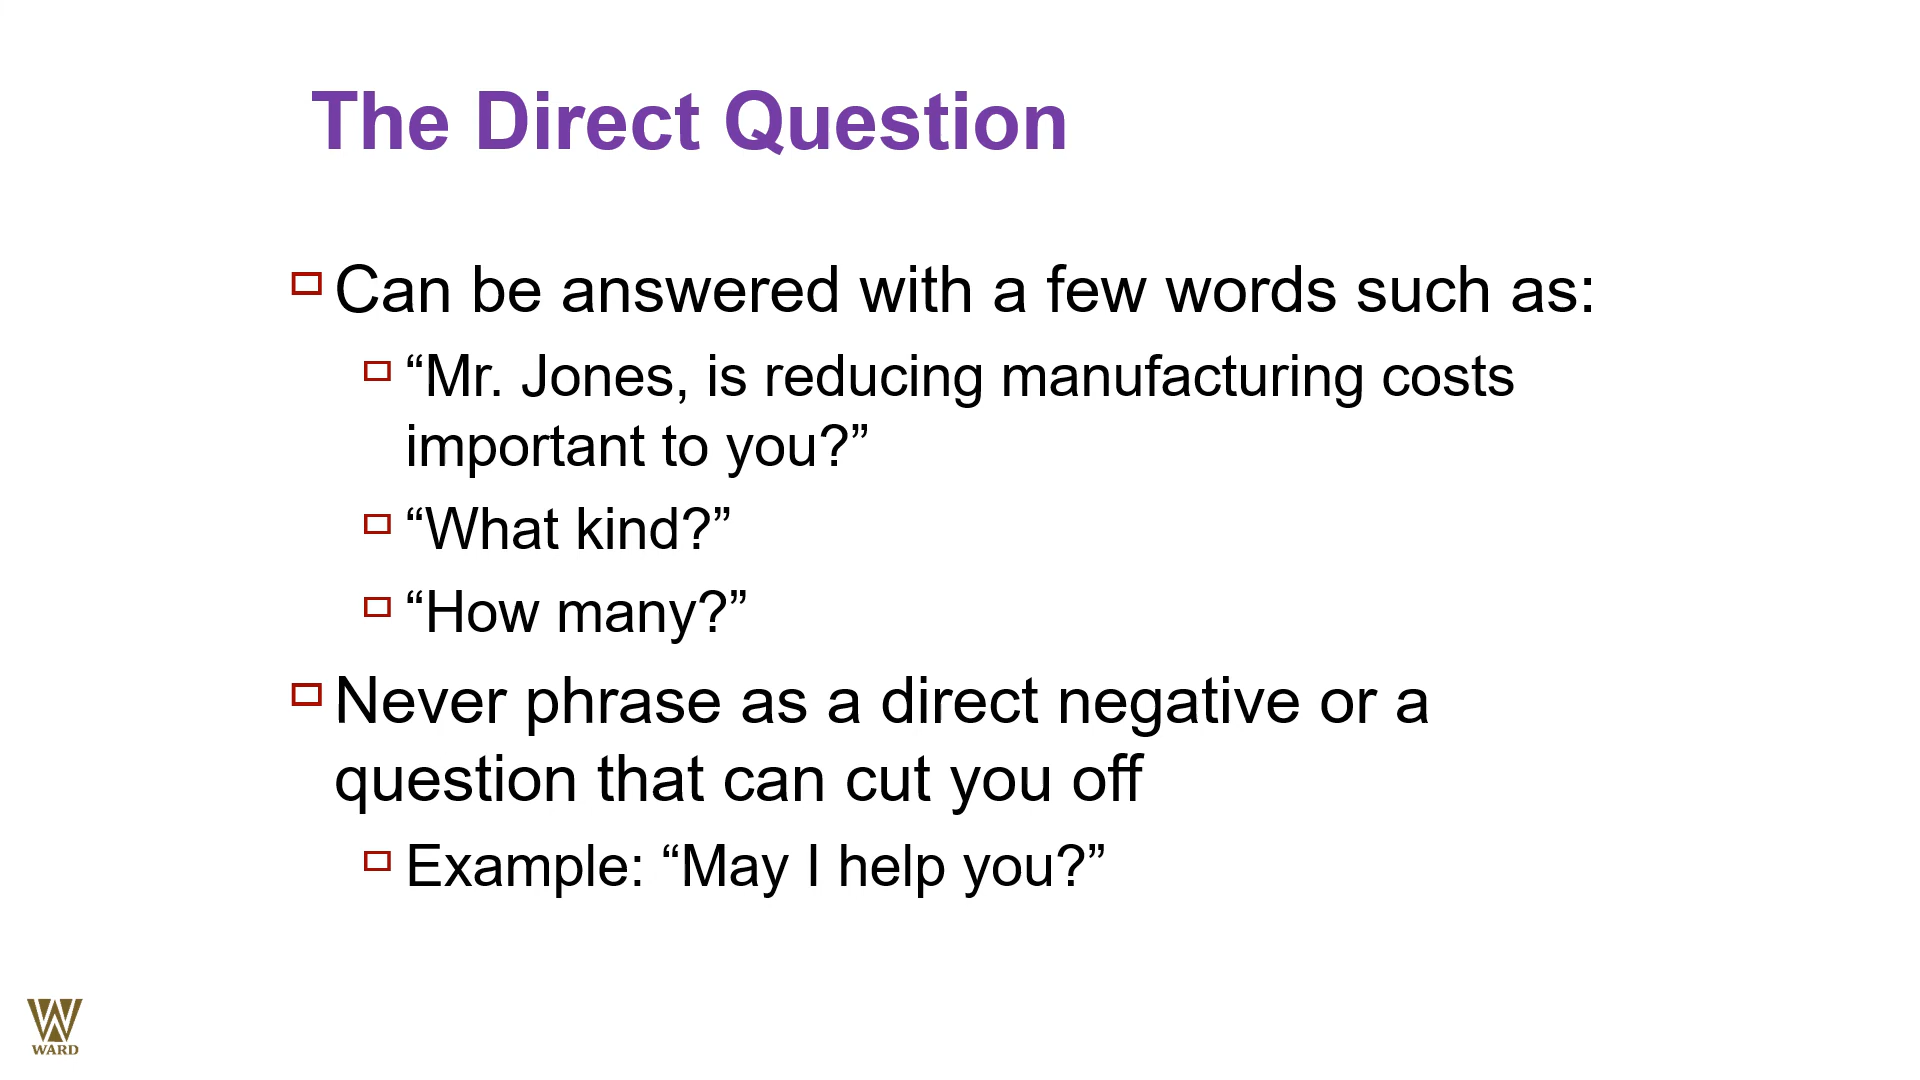 The Direct Question
Can be answered with a few words such as:
“Mr. Jones, is reducing manufacturing costs
important to you?”
“What kind?”
“How many?”
Never phrase as a direct negative or a
question that can cut you off
Example: “May I help you?”
WARD